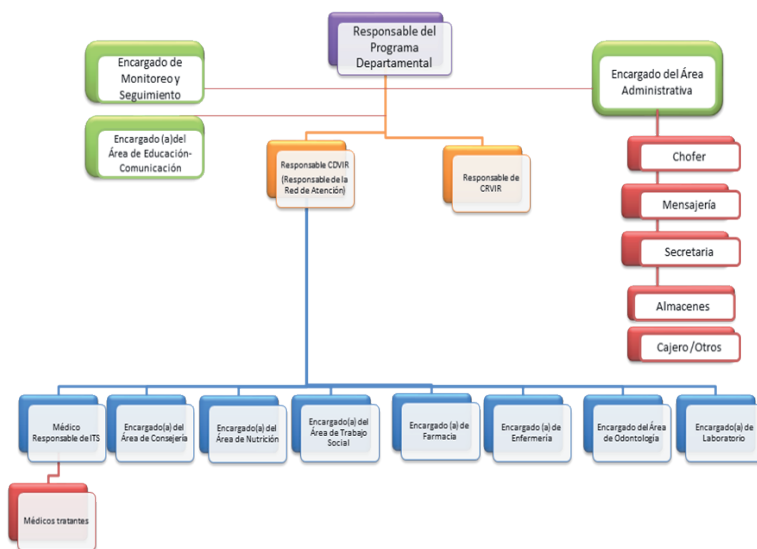 Responsable del
Programa
Departamental
Encargado de
Monitoreo y
Seguimiento
Encargado del Área
Administrativa
Encargado (a)del
Área de Educación-
Comunicación
Responsable CDVIR
(Responsable de la
Red de Atención)
Responsable de
CRVIR
Chofer
Mensajería
Secretaria
Almacenes
Cajero /Otros
Médico
Responsable de ITS
Encargado(a) del
Área de Consejería
Encargado(a) del
Área de Nutrición
Encargado(a) del
Área de Trabajo
Social
Encargado (a) de
Farmacia
Encargado (a) de
Enfermería
Encargado del Área
de Odontología
Encargado(a) de
Laboratorio
Médicos tratantes